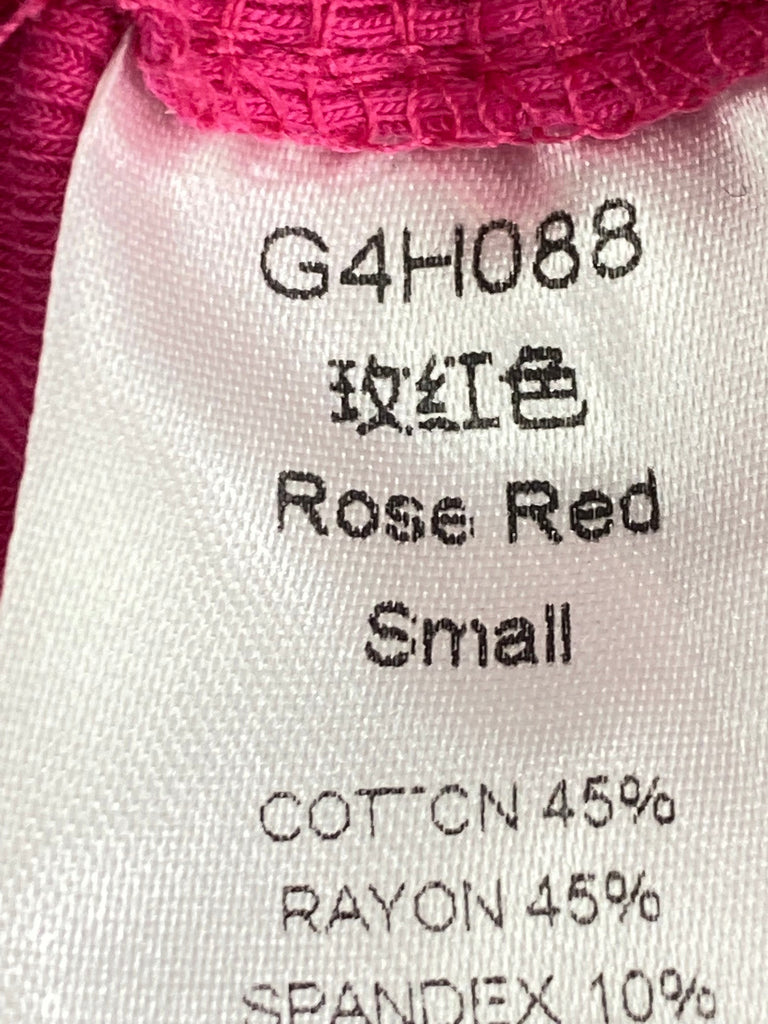 G4H088
玫红色
Rose Red
Small
COTTON 45%
RAYON 45%
SPANDEX 10%